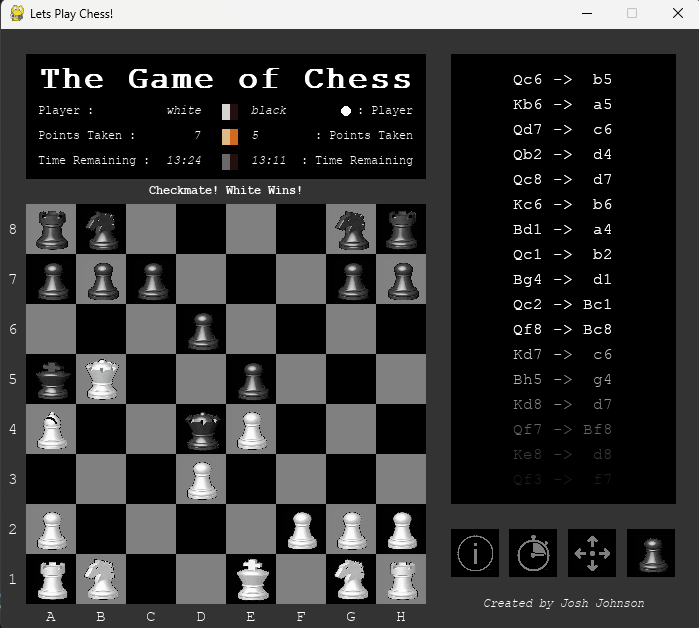 Lets Play Chess!
The Game of Chess
Player : white black : Player
Points Taken : 7 5 : Points Taken
Time Remaining : 13:24 13:11 : Time Remaining
Checkmate! White Wins!
8
7
6
5
4
3
2
1
A B C D E F G H
Qc6 -> b5
Kb6 -> a5
Qd7 -> c6
Qb2 -> d4
Qc8 -> d7
Kc6 -> b6
Bd1 -> a4
Qc1 -> b2
Bg4 -> d1
Qc2 -> Bc1
Qf8 -> Bc8
Kd7 -> c6
Bh5 -> g4
Kd8 -> d7
Qf7 -> Bf8
Ke8 -> d8
Qf3 -> f7
i
Created by Josh Johnson